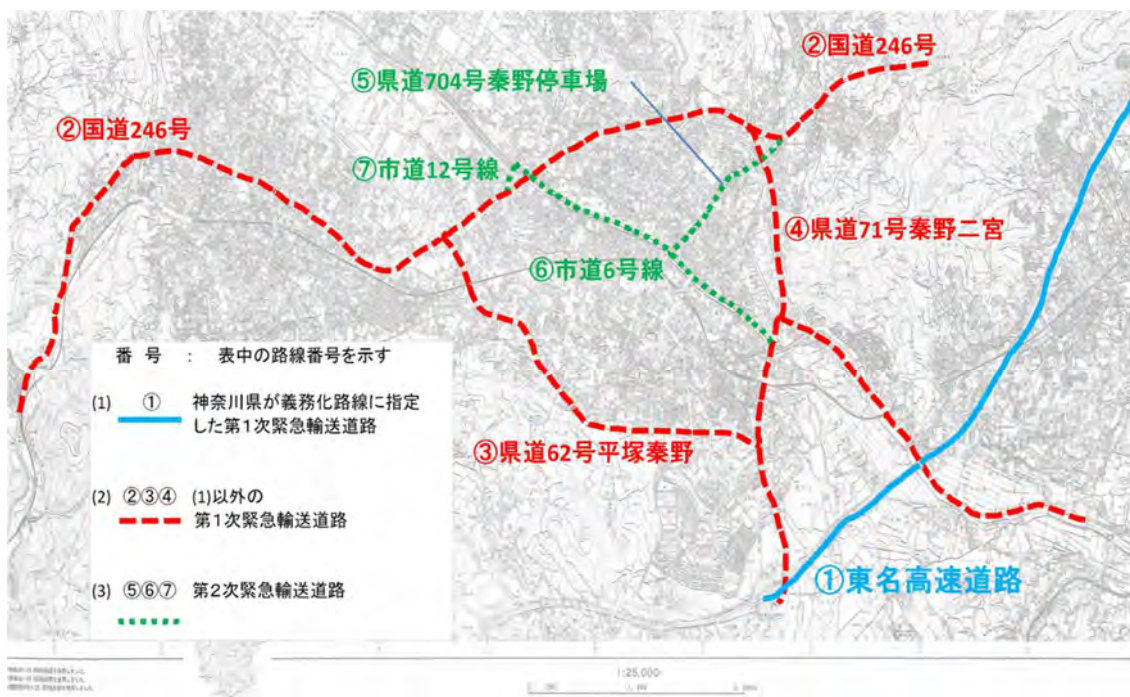 ②国道246号
⑤県道704号秦野停車場
②国道246号
⑦市道12号線
④県道71号秦野二宮
⑥市道6号線
番 号 : 表中の路線番号を示す
(1) ① 神奈川県が義務化路線に指定
した第1次緊急輸送道路
③県道62号平塚秦野
(2) ②③④ (1)以外の
第1次緊急輸送道路
①東名高速道路
(3) ⑤⑥⑦ 第2次緊急輸送道路
1:25,000